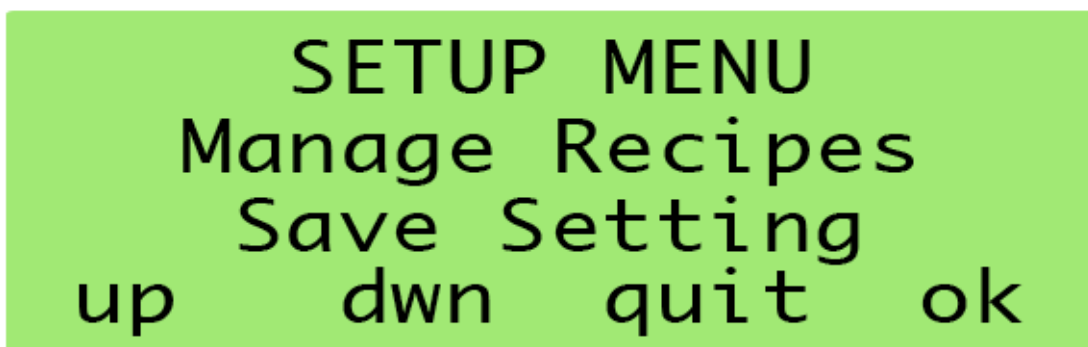 SETUP MENU
Manage Recipes
Save Setting
up dwn quit ok